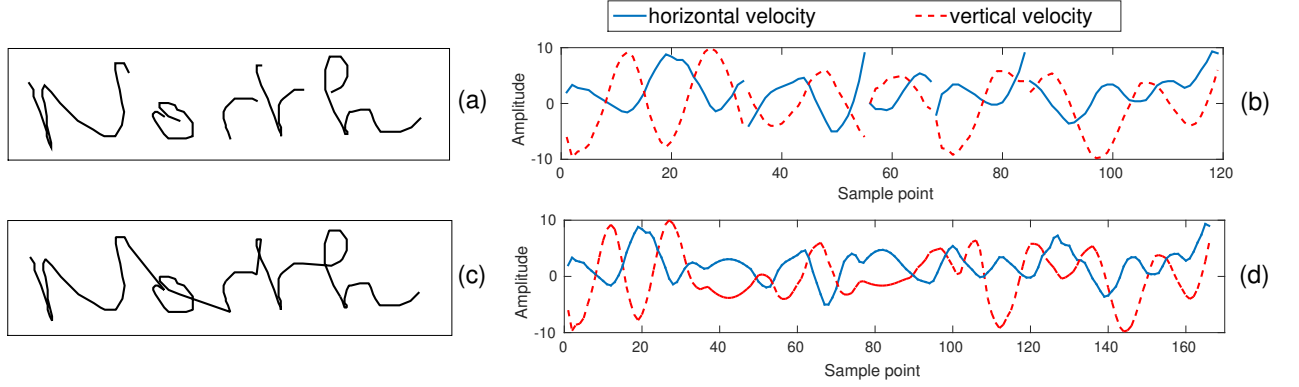 horizontal velocity vertical velocity
North (a)
10
0
-10
Amplitude
0 20 40 60 80 100 120
Sample point
(b)
North (c)
10
0
-10
Amplitude
0 20 40 60 80 100 120 140 160
Sample point
(d)